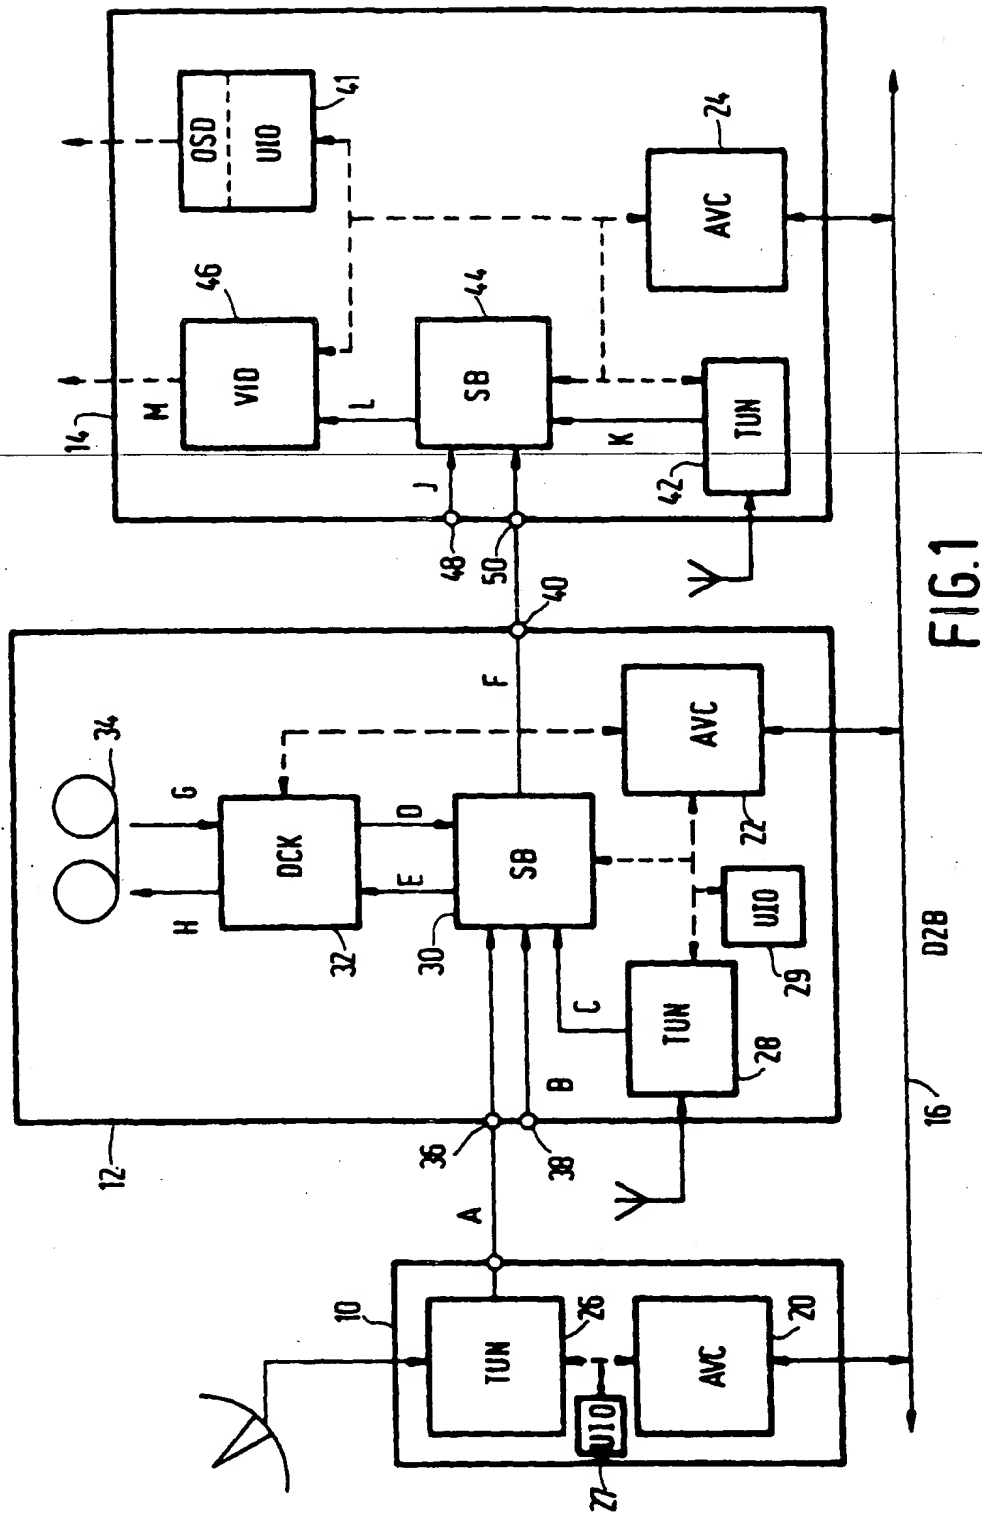 14
M
VID
46
OSD
UIO
41
L
SB
44
J
48
50
K
42
TUN
AVC
24
12
34
H
G
DCK
32
E
D
30
SB
F
40
36
38
B
C
TUN
28
UIO
29
AVC
22
A
10
TUN
26
UIO
27
AVC
20
16
D2B
FIG.1